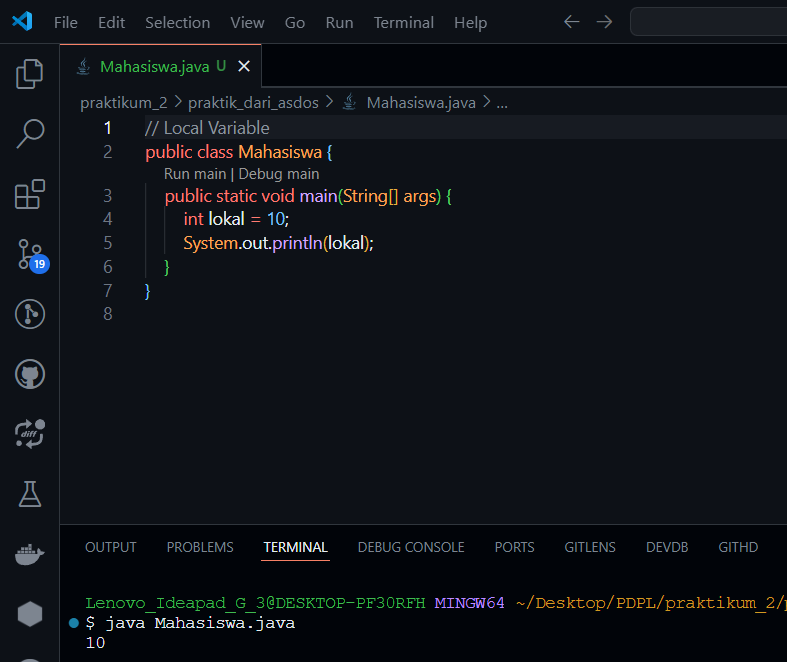 File Edit Selection View Go Run Terminal Help
Mahasiswa.java U
praktikum_2 > praktik_dari_asdos > Mahasiswa.java > ...
1 // Local Variable
2 public class Mahasiswa {
Run main | Debug main
3 public static void main(String[] args) {
4 int lokal = 10;
5 System.out.println(lokal);
6 }
7 }
8
19
diff
OUTPUT PROBLEMS TERMINAL DEBUG CONSOLE PORTS GITLENS DEVDB GITHD
Lenovo_Ideapad_G_3@DESKTOP-PF30RFH MINGW64 ~/Desktop/PDPL/praktikum_2/
$ java Mahasiswa.java
10